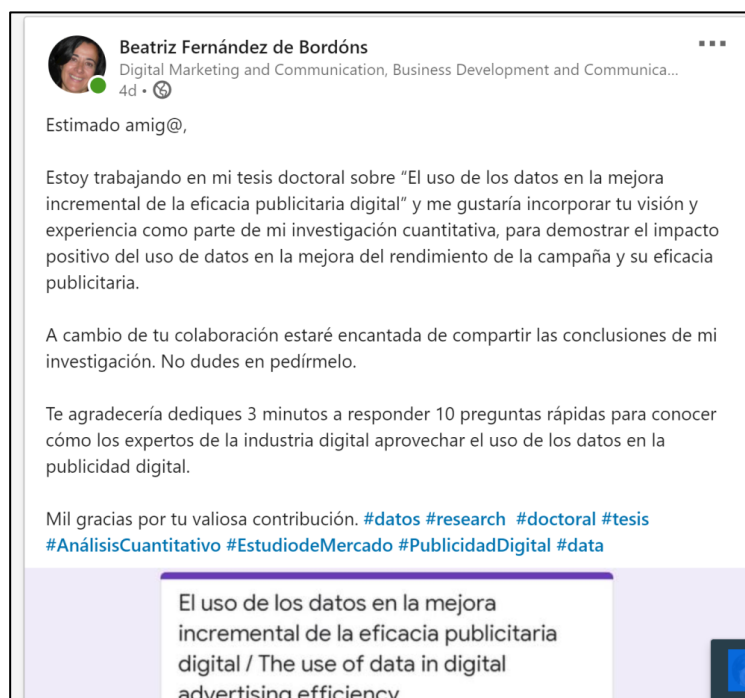 Beatriz Fernández de Bordóns
Digital Marketing and Communication, Business Development and Communica...
4d •
Estimado amig@,
Estoy trabajando en mi tesis doctoral sobre “El uso de los datos en la mejora
incremental de la eficacia publicitaria digital” y me gustaría incorporar tu visión y
experiencia como parte de mi investigación cuantitativa, para demostrar el impacto
positivo del uso de datos en la mejora del rendimiento de la campaña y su eficacia
publicitaria.
A cambio de tu colaboración estaré encantada de compartir las conclusiones de mi
investigación. No dudes en pedírmelo.
Te agradecería dediques 3 minutos a responder 10 preguntas rápidas para conocer
cómo los expertos de la industria digital aprovechar el uso de los datos en la
publicidad digital.
Mil gracias por tu valiosa contribución. #datos #research #doctoral #tesis
#AnálisisCuantitativo #EstudiodeMercado #PublicidadDigital #data
El uso de los datos en la mejora
incremental de la eficacia publicitaria
digital / The use of data in digital
advertising efficiency